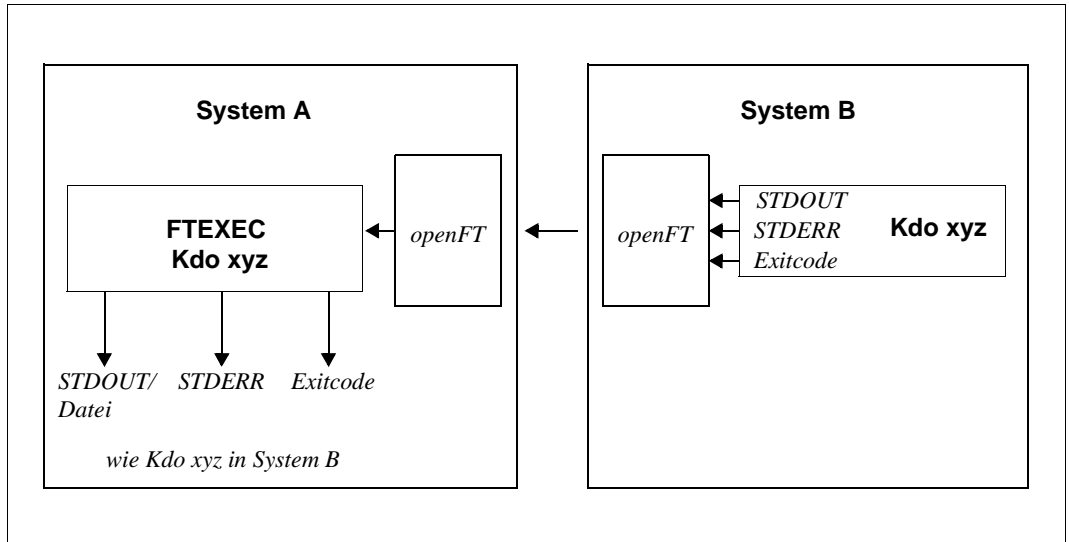 System A
FTEXEC
Kdo xyz
openFT
STDOUT/
Datei
STDERR
Exitcode
wie Kdo xyz in System B
System B
openFT
STDOUT
STDERR
Exitcode
Kdo xyz